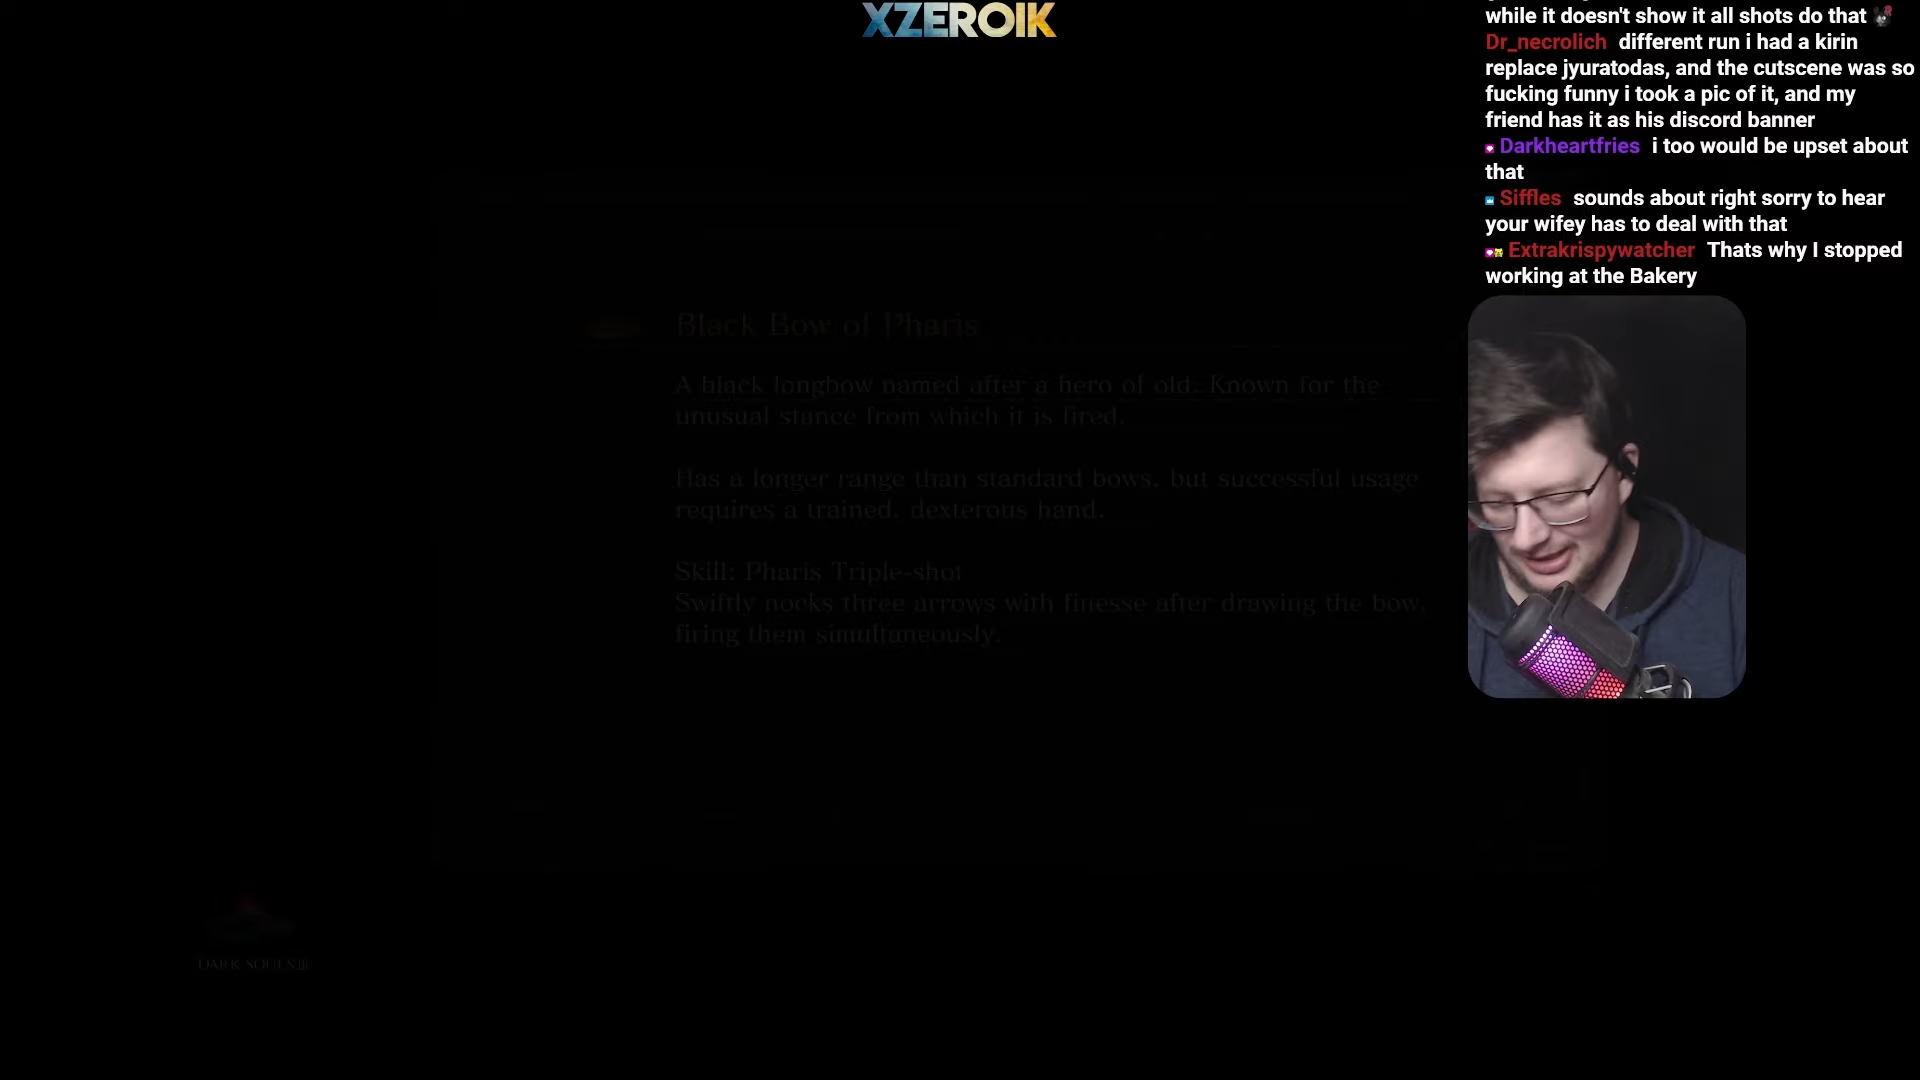 XZEROIK
while it doesn't show it all shots do that
Dr_necrolich different run i had a kirin
replace jyuratodas, and the cutscene was so
fucking funny i took a pic of it, and my
friend has it as his discord banner
Darkheartfries i too would be upset about
that
Siffles sounds about right sorry to hear
your wifey has to deal with that
Extrakrispywatcher Thats why I stopped
working at the Bakery
Black Bow of Pharis
A black longbow named after a hero of old. Known for the
unusual stance from which it is fired.
Has a longer range than standard bows, but successful usage
requires a trained, dexterous hand.
Skill: Pharis Triple-shot
Swiftly nocks three arrows with finesse after drawing the bow,
firing them simultaneously.
DARK SOULS III